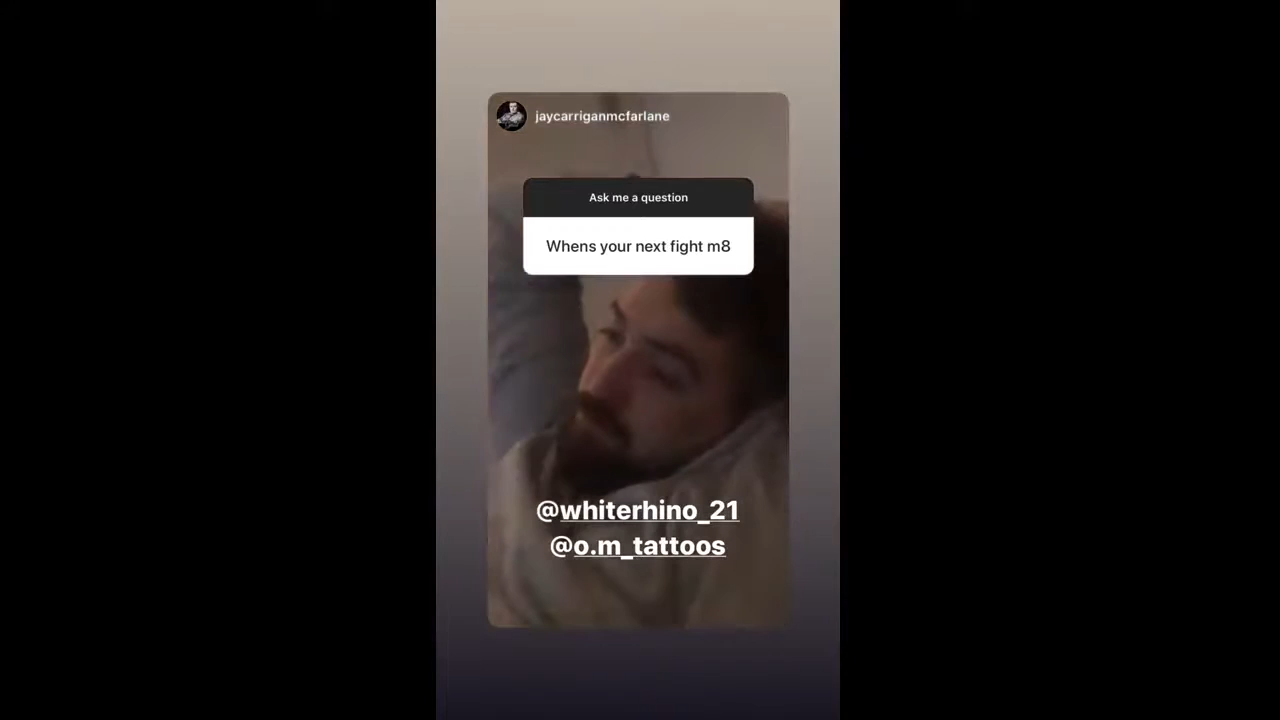 jaycarriganmcfarlane
Ask me a question
Whens your next fight m8
@whiterhino_21
@o.m_tattoos